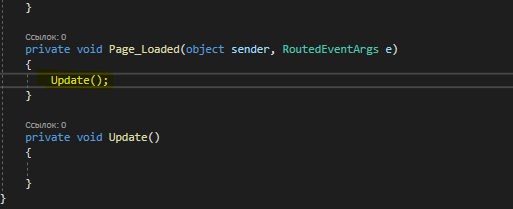 }
Ссылок: 0
private void Page_Loaded(object sender, RoutedEventArgs e)
{
Update();
}
Ссылок: 0
private void Update()
{
}
}